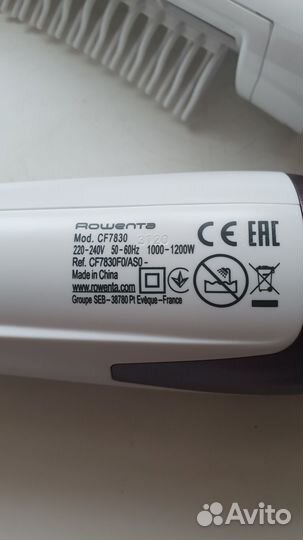 Rowenta
Mod. CF7830 3120
220-240V 50-60Hz 1000-1200W
Ref. CF7830F0/AS0 -
Made in China
www.rowenta.com
Groupe SEB-38780 Pt Evêque-France
CE EAC
Avito